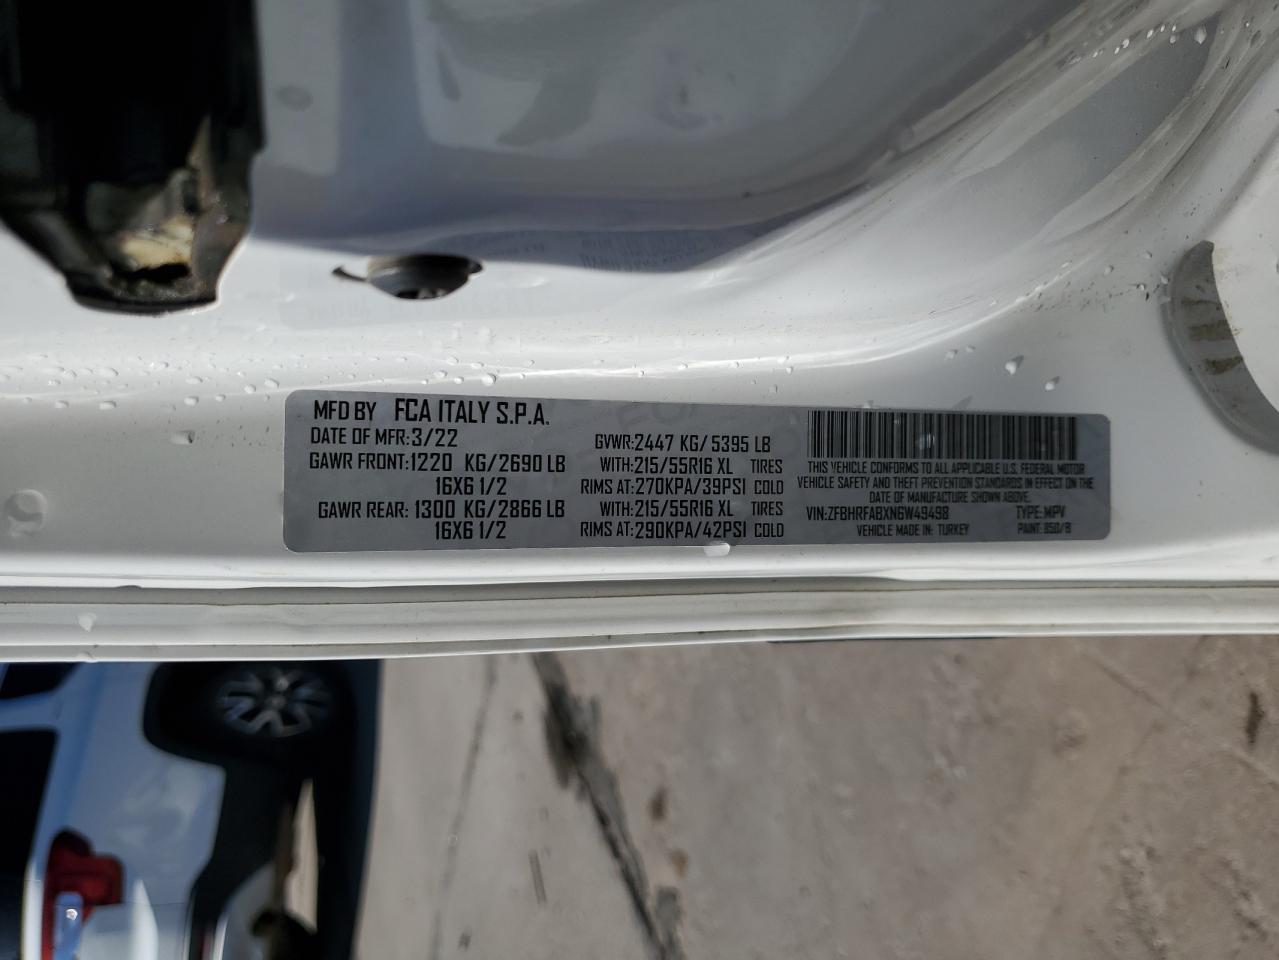 MFD BY FCA ITALY S.P.A.
DATE OF MFR:3/22 GVWR:2447 KG/ 5395 LB
GAWR FRONT:1220 KG/2690 LB WITH:215/55R16 XL TIRES
16X6 1/2 RIMS AT:270KPA/39PSI COLD
GAWR REAR:1300 KG/2866 LB WITH:215/55R16 XL TIRES
16X6 1/2 RIMS AT:290KPA/42PSI COLD
THIS VEHICLE CONFORMS TO ALL APPLICABLE U.S. FEDERAL MOTOR
VEHICLE SAFETY AND THEFT PREVENTION STANDARDS IN EFFECT ON THE
DATE OF MANUFACTURE SHOWN ABOVE.
VIN:ZFBHRFABXN6W49498 TYPE:MPV
VEHICLE MADE IN: TURKEY PAINT: 850/B